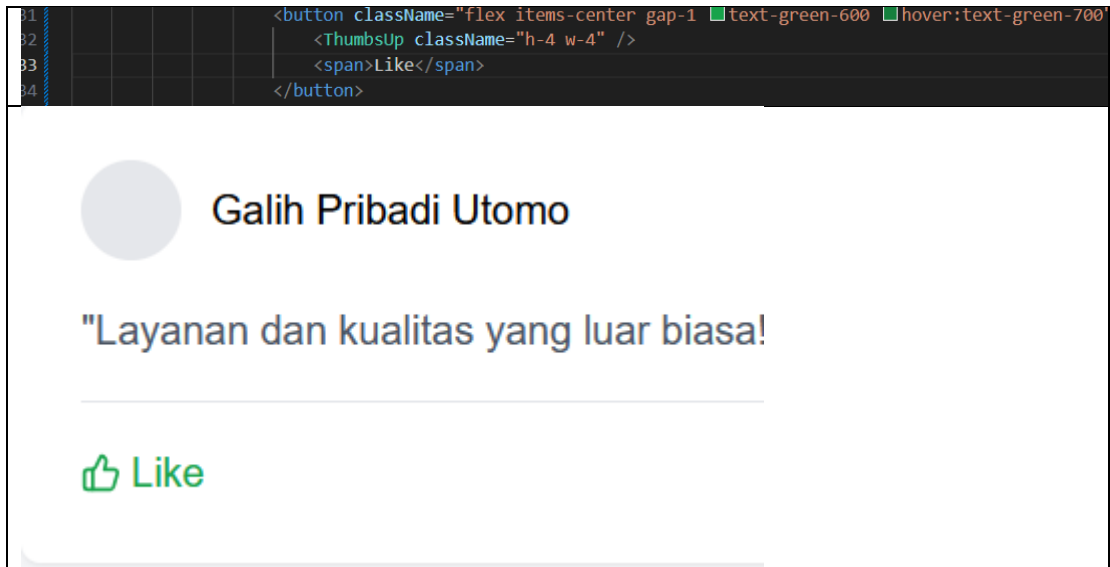 31 <button className="flex items-center gap-1 text-green-600 hover:text-green-700"
32 <ThumbsUp className="h-4 w-4" />
33 <span>Like</span>
34 </button>
Galih Pribadi Utomo
"Layanan dan kualitas yang luar biasa!
Like